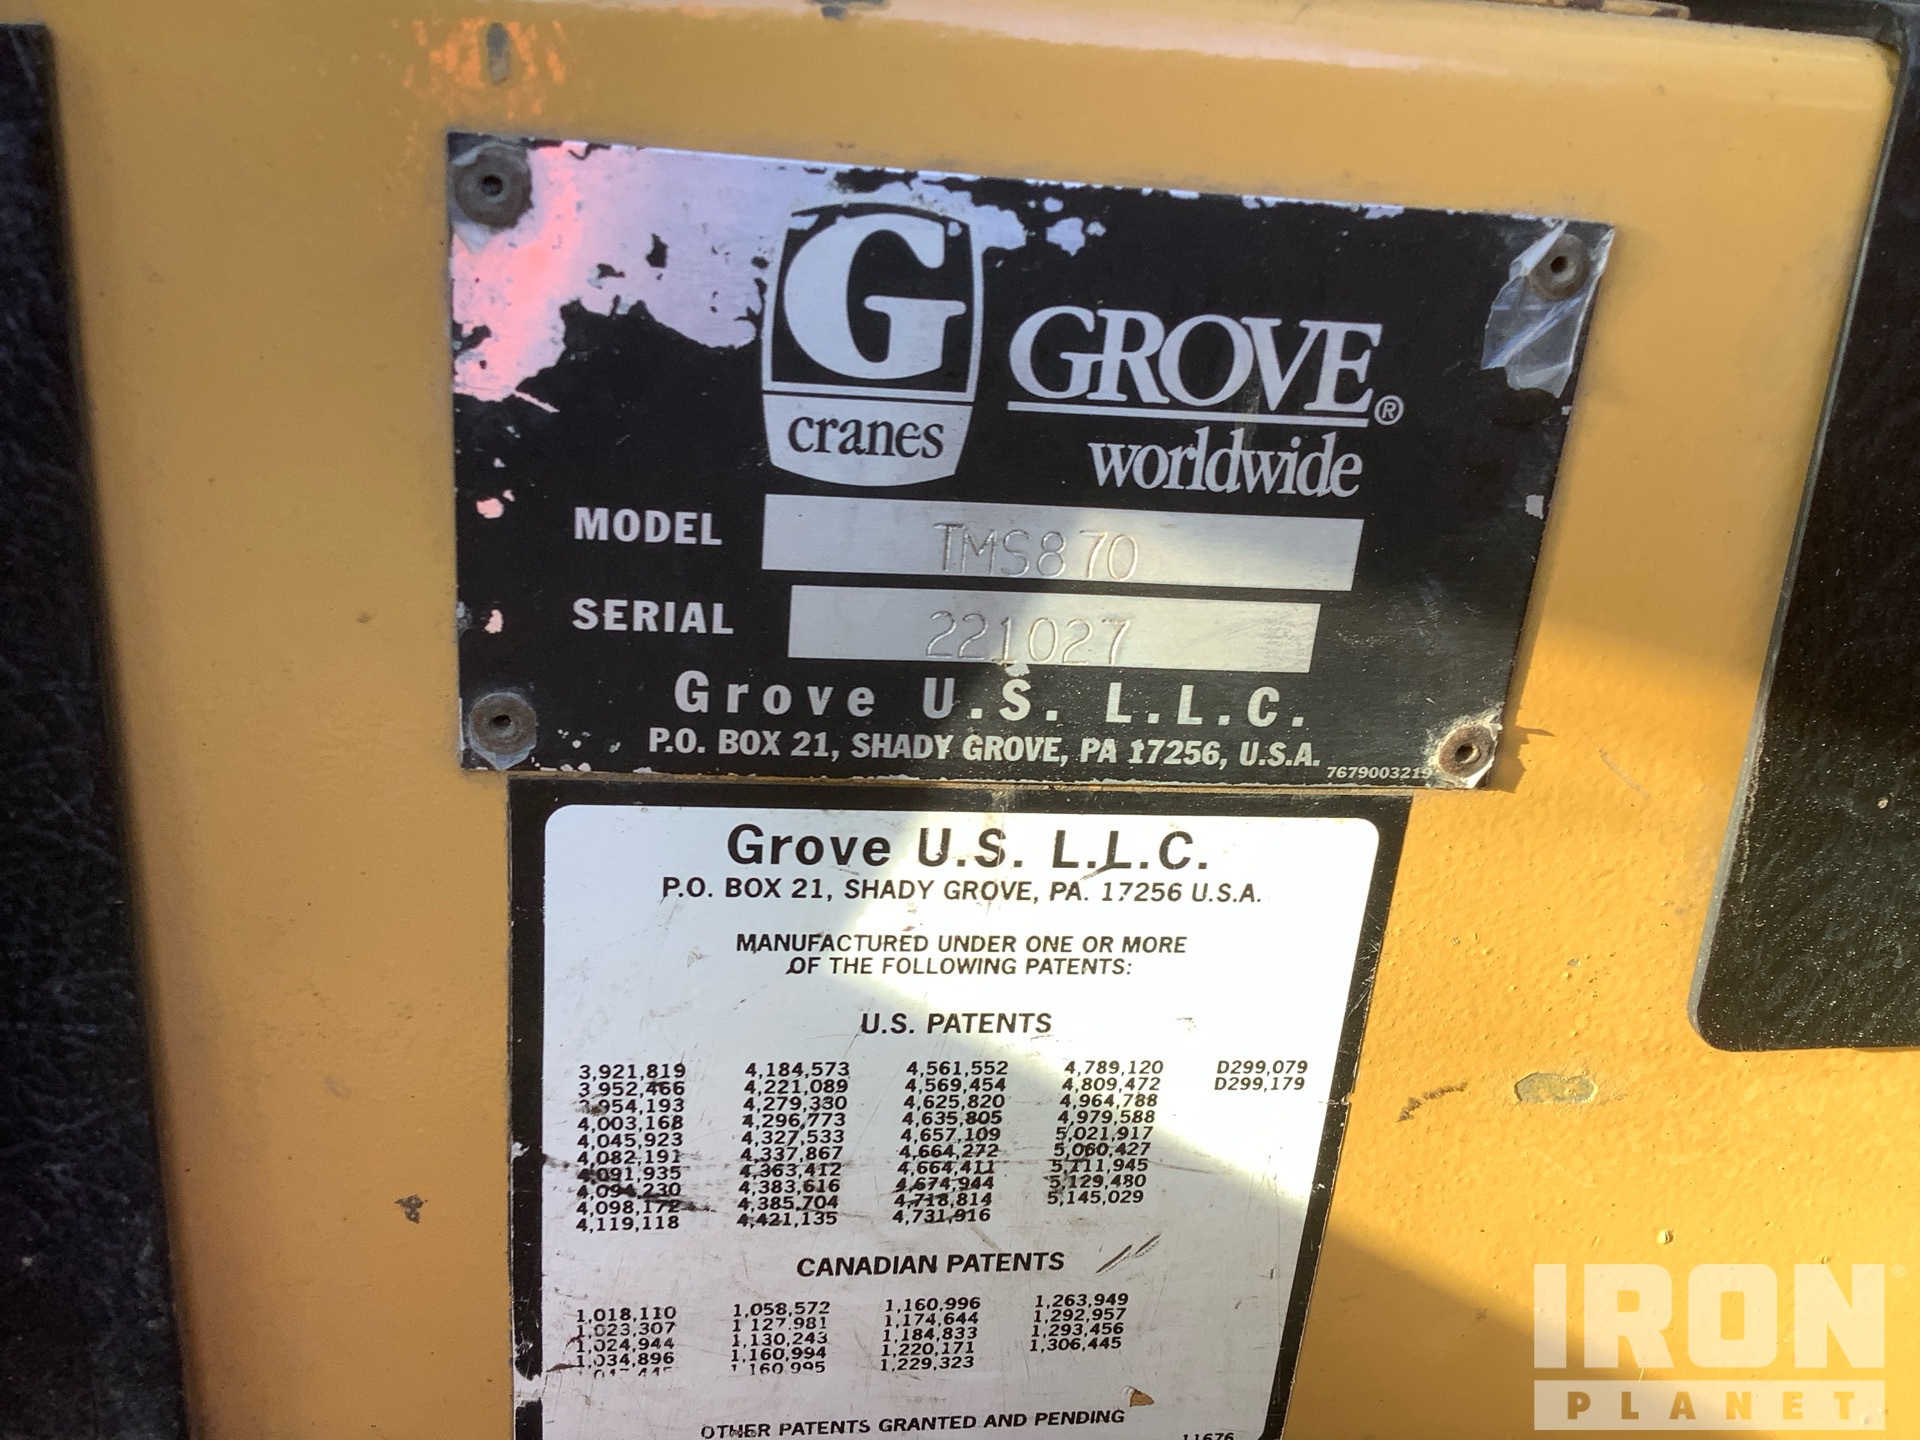 G
cranes
GROVE®
worldwide
MODEL TMS870
SERIAL 221027
Grove U.S. L.L.C.
P.O. BOX 21, SHADY GROVE, PA 17256, U.S.A.
7679003219
Grove U.S. L.L.C.
P.O. BOX 21, SHADY GROVE, PA. 17256 U.S.A.
MANUFACTURED UNDER ONE OR MORE
OF THE FOLLOWING PATENTS:
U.S. PATENTS
3,921,819 4,184,573 4,561,552 4,789,120 D299,079
3,952,466 4,221,089 4,569,454 4,809,472 D299,179
3,954,193 4,279,330 4,625,820 4,964,788
4,003,168 4,296,773 4,635,805 4,979,588
4,045,923 4,327,533 4,657,109 5,021,917
4,082,191 4,337,867 4,664,272 5,060,427
4,091,935 4,363,412 4,664,411 5,111,945
4,094,230 4,383,616 4,674,944 5,129,480
4,098,172 4,385,704 4,718,814 5,145,029
4,119,118 4,421,135 4,731,916
CANADIAN PATENTS
1,018,110 1,058,572 1,160,996 1,263,949
1,023,307 1,127,981 1,174,644 1,292,957
1,024,944 1,130,243 1,184,833 1,293,456
1,034,896 1,160,994 1,220,171 1,306,445
1,160,995 1,229,323
OTHER PATENTS GRANTED AND PENDING
11676
IRON
PLANET